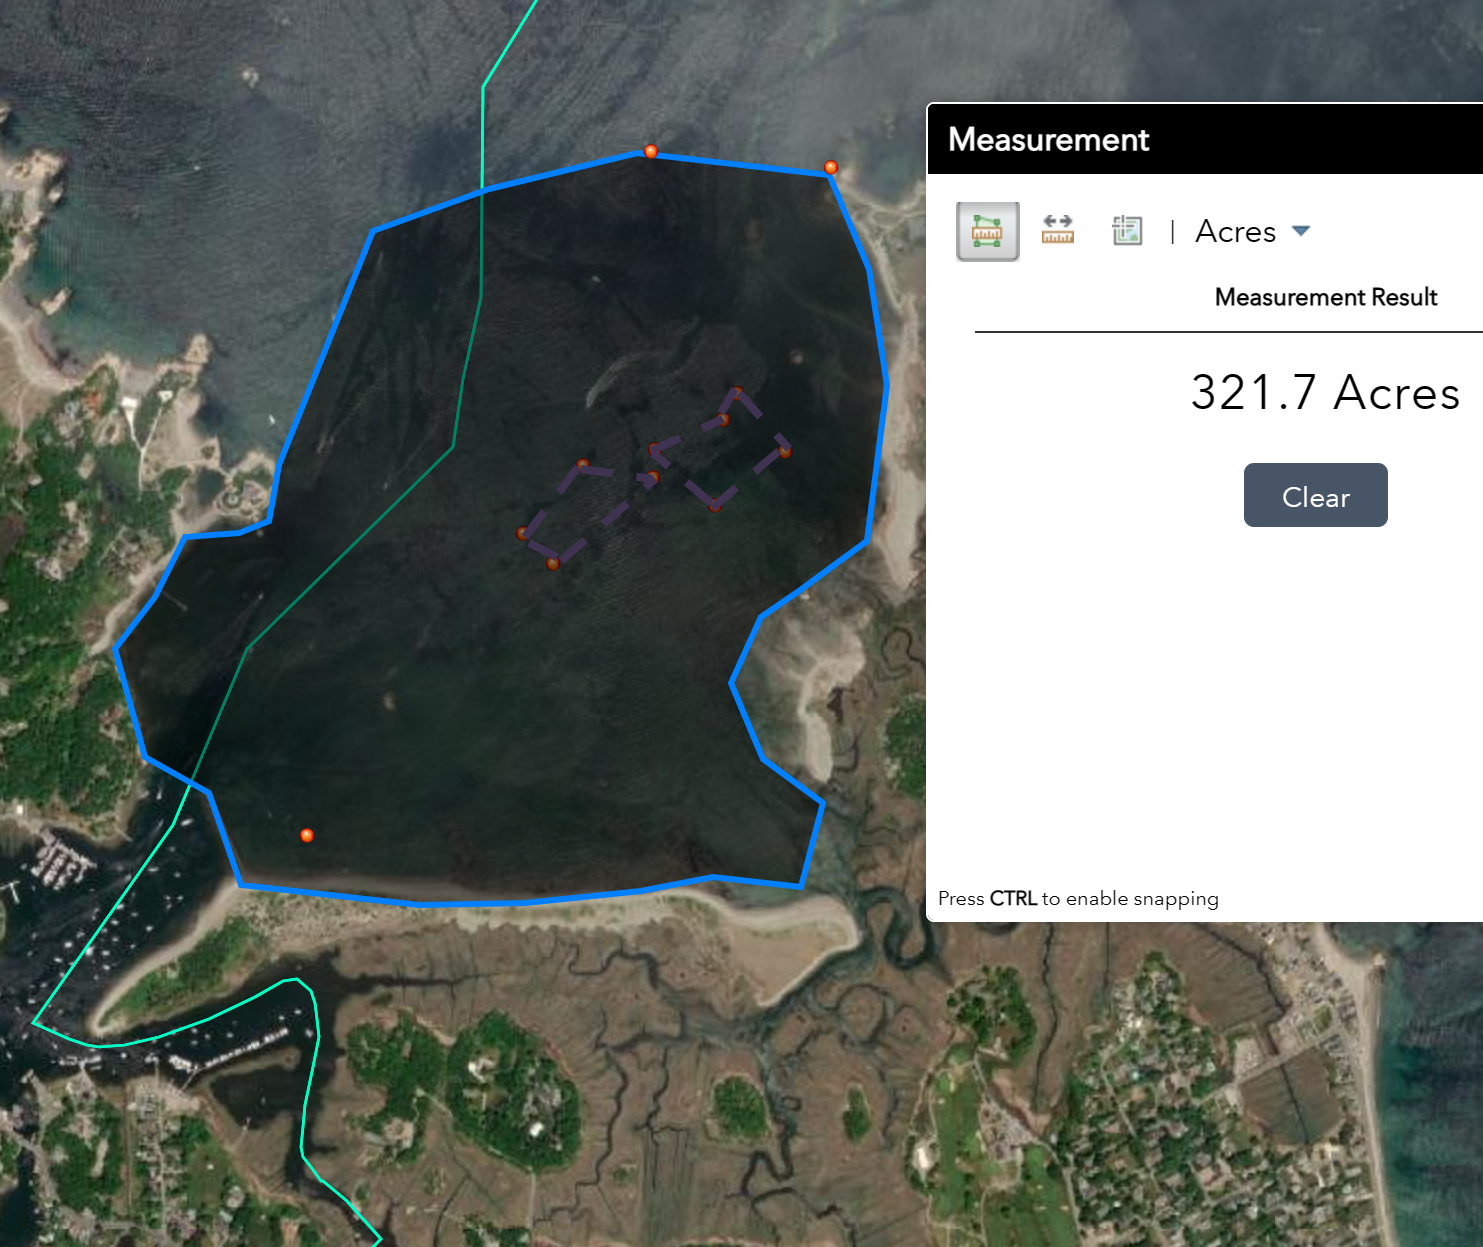 Measurement
| Acres
Measurement Result
321.7 Acres
Clear
Press CTRL to enable snapping